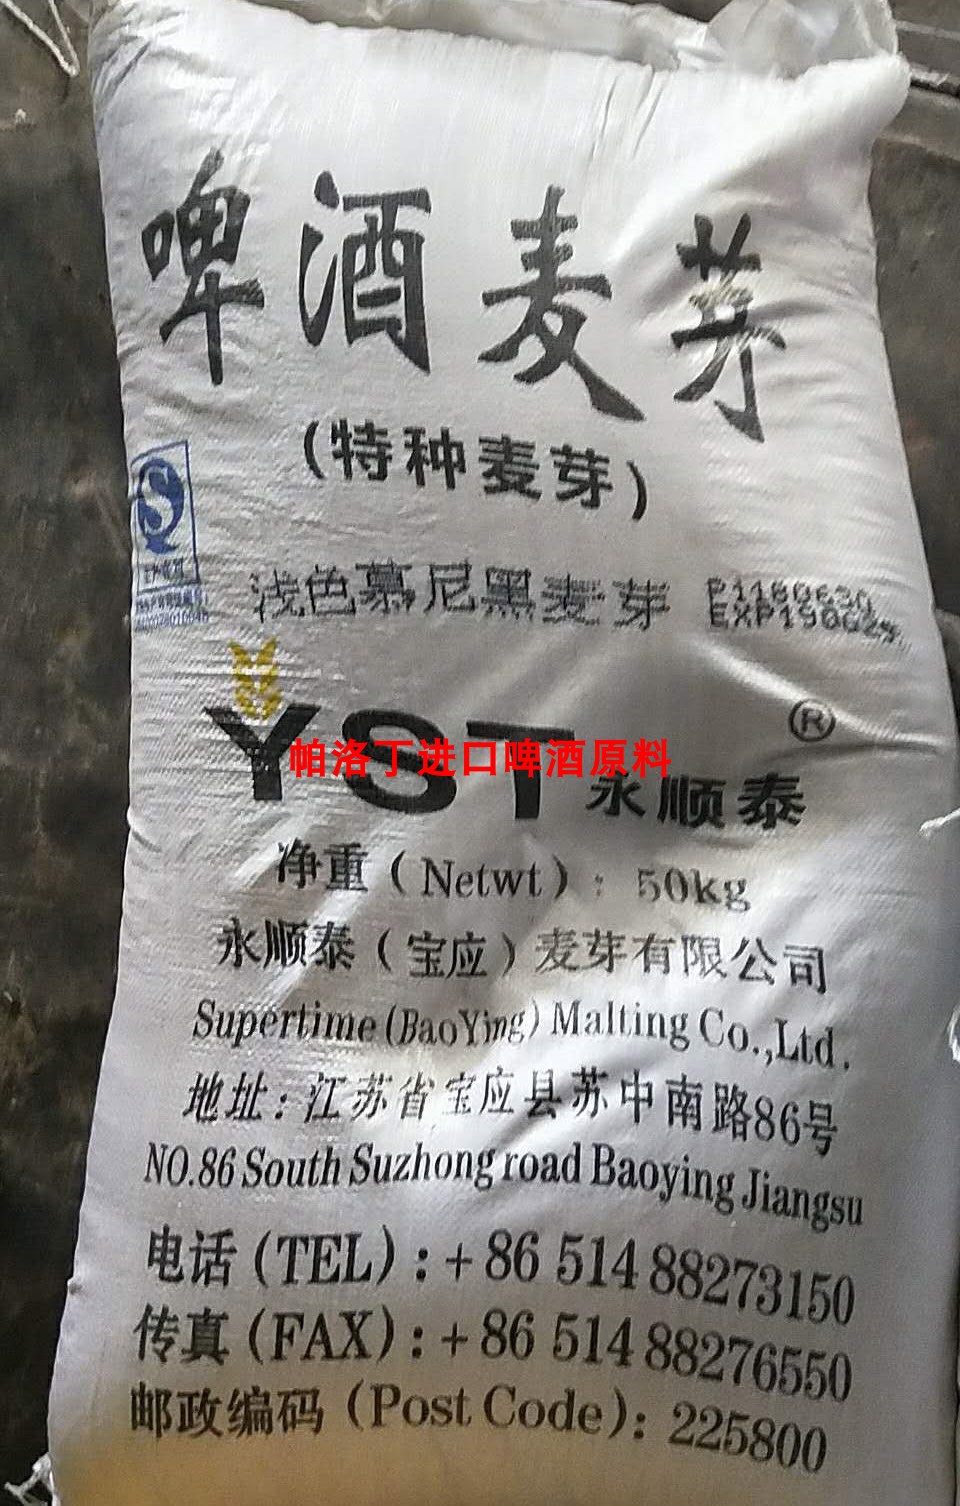 啤酒麦芽
(特种麦芽)
浅色慕尼黑麦芽
P1180630
YST
®
永顺泰
帕洛丁进口啤酒原料
净重（Netwt）：50kg
永顺泰（宝应）麦芽有限公司
Supertime (BaoYing) Malting Co.,Ltd.
地址：江苏省宝应县苏中南路86号
NO.86 South Suzhong road Baoying Jiangsu
电话(TEL)：+86 514 88273150
传真(FAX)：+86 514 88276550
邮政编码(Post Code)：225800